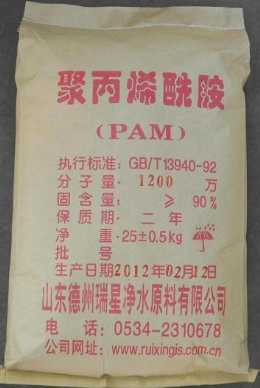 聚丙烯酰胺
(PAM)
执行标准: GB/T13940-92
分子量: 1200 万
固含量: ≥ 90%
保质期: 二年
净重·25±0.5kg
批号
生产日期2012年02月12日
山东德州瑞星净水原料有限公司
电话: 0534-2310678
公司网址: www.ruixingjs.com